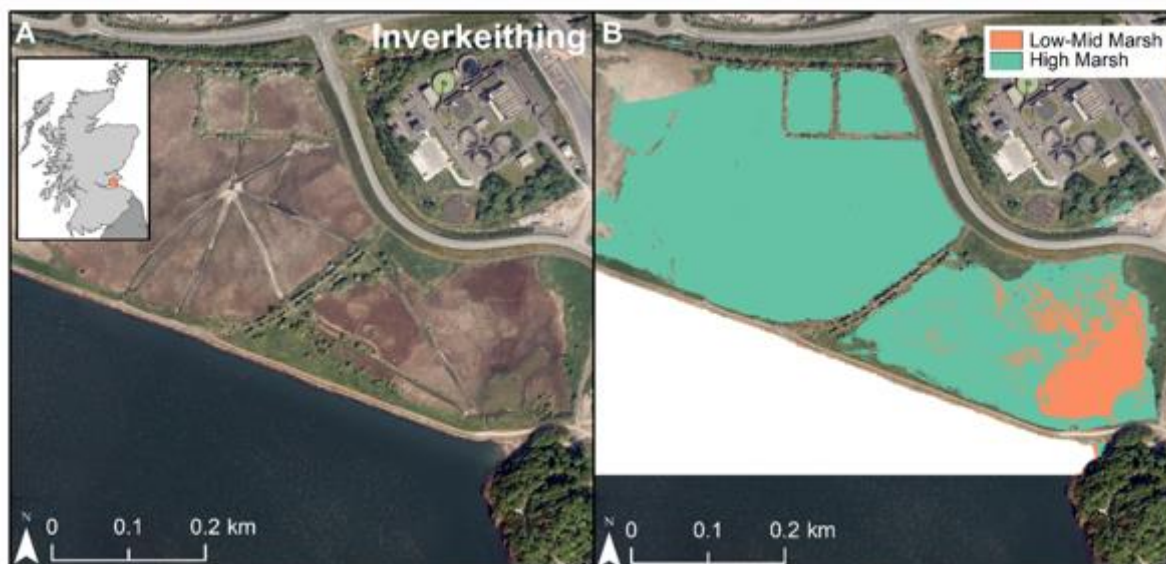 A
Inverkeithing
N
0 0.1 0.2 km
B
Low-Mid Marsh
High Marsh
N
0 0.1 0.2 km